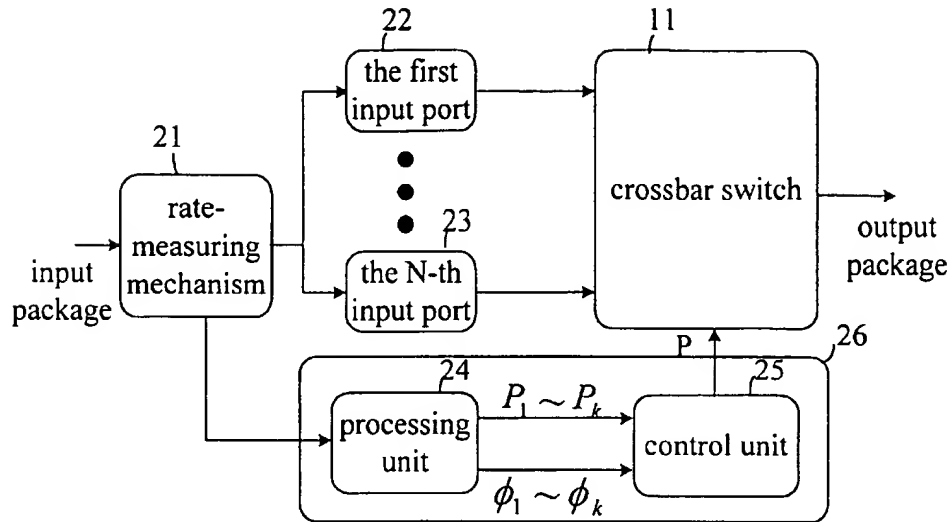 22
the first
input port
11
crossbar switch
21
rate-
measuring
mechanism
input
package
23
the N-th
input port
output
package
P
26
24
processing
unit
P₁ ~ Pₖ
ϕ₁ ~ ϕₖ
25
control unit